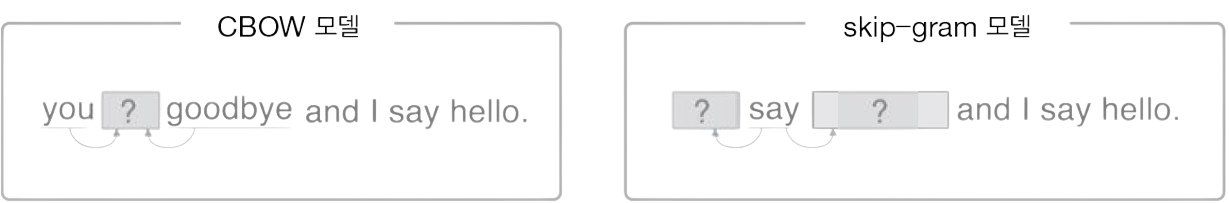 CBOW 모델
you ? goodbye and I say hello.
skip-gram 모델
? say ? and I say hello.